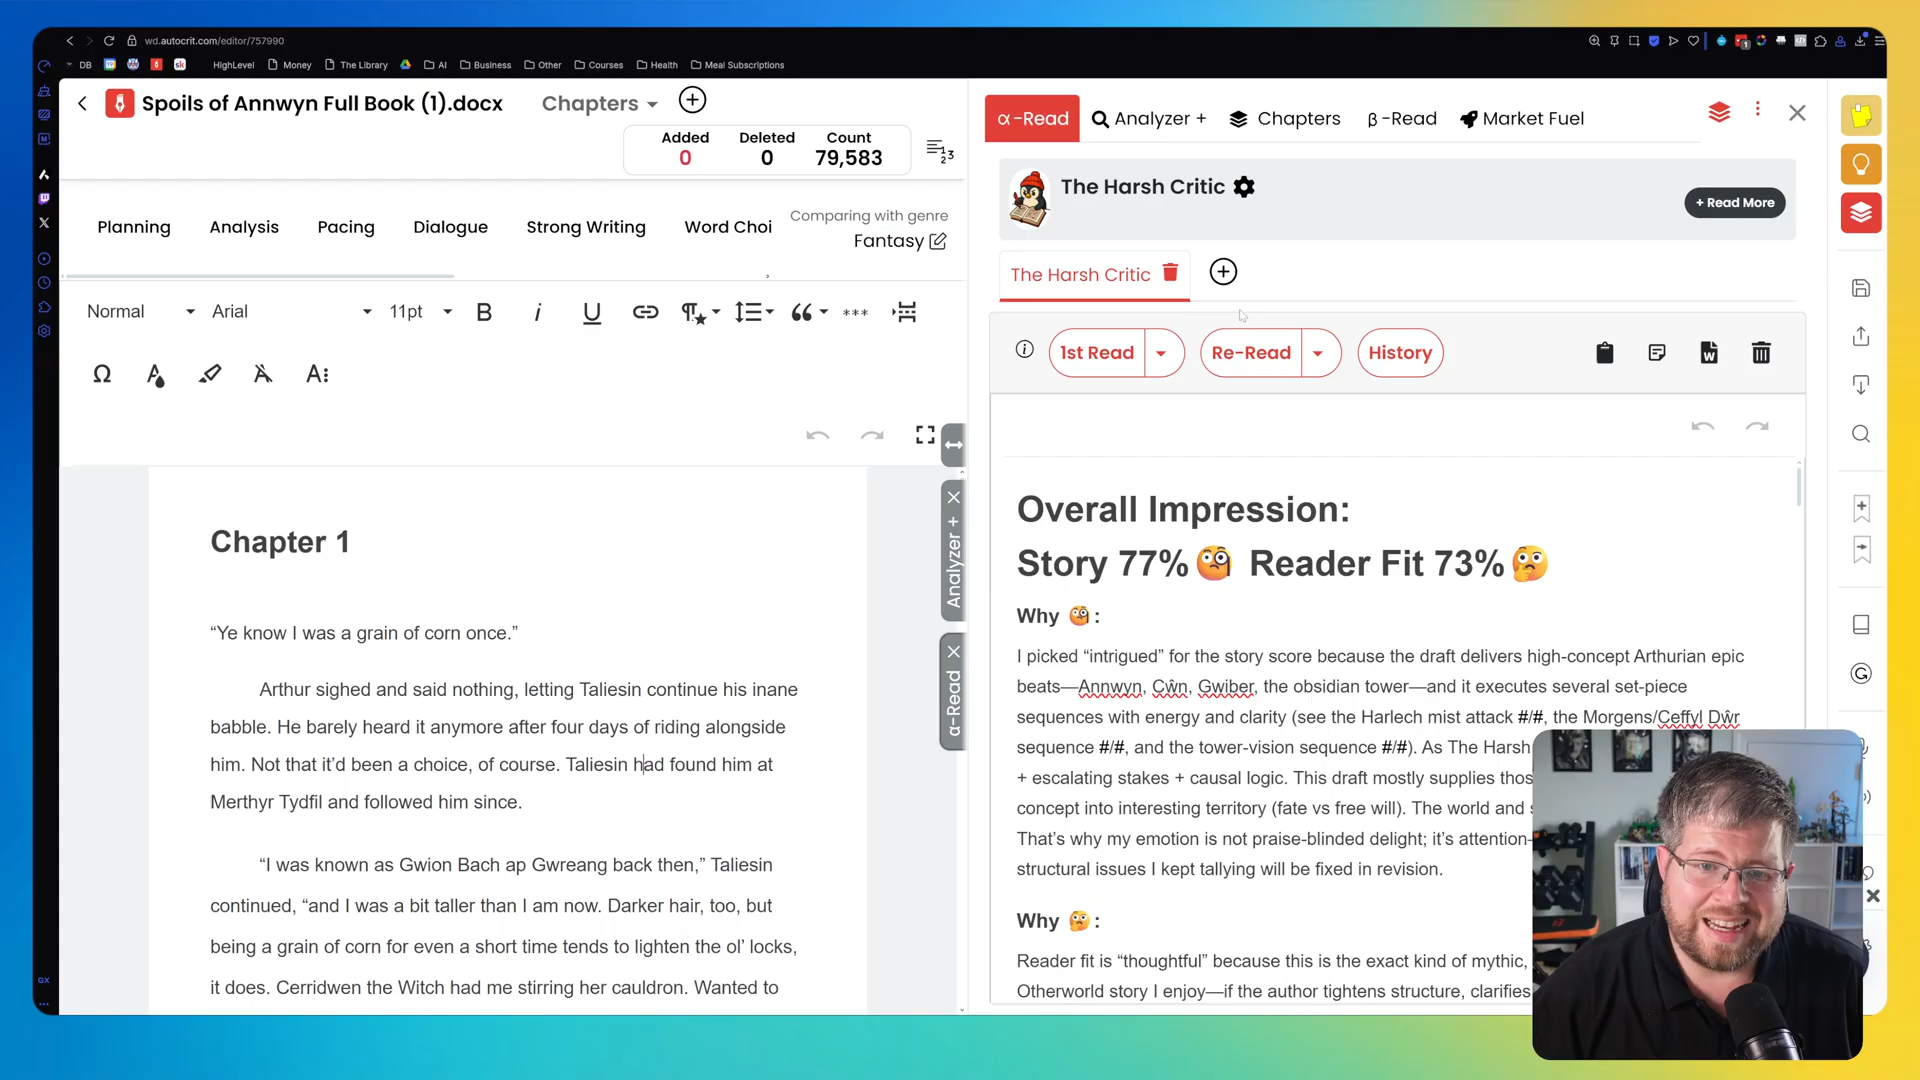 wd.autocrit.com/editor/757990
DB
HighLevel
Money
The Library
AI
Business
Other
Courses
Health
Meal Subscriptions
Spoils of Annwyn Full Book (1).docx
Chapters
Added
0
Deleted
0
Count
79,583
Planning
Analysis
Pacing
Dialogue
Strong Writing
Word Choi
Comparing with genre
Fantasy
Normal
Arial
11pt
Chapter 1
“Ye know I was a grain of corn once.”
Arthur sighed and said nothing, letting Taliesin continue his inane
babble. He barely heard it anymore after four days of riding alongside
him. Not that it’d been a choice, of course. Taliesin had found him at
Merthyr Tydfil and followed him since.
“I was known as Gwion Bach ap Gwreang back then,” Taliesin
continued, “and I was a bit taller than I am now. Darker hair, too, but
being a grain of corn for even a short time tends to lighten the ol’ locks,
it does. Cerridwen the Witch had me stirring her cauldron. Wanted to
Analyzer +
α-Read
α-Read
Analyzer +
Chapters
β-Read
Market Fuel
The Harsh Critic
+ Read More
The Harsh Critic
1st Read
Re-Read
History
Overall Impression:
Story 77% Reader Fit 73%
Why :
I picked “intrigued” for the story score because the draft delivers high-concept Arthurian epic
beats—Annwyn, Cŵn, Gwiber, the obsidian tower—and it executes several set-piece
sequences with energy and clarity (see the Harlech mist attack #/#, the Morgens/Ceffyl Dŵr
sequence #/#, and the tower-vision sequence #/#). As The Harsh
+ escalating stakes + causal logic. This draft mostly supplies thos
concept into interesting territory (fate vs free will). The world and s
That’s why my emotion is not praise-blinded delight; it’s attention-
structural issues I kept tallying will be fixed in revision.
Why :
Reader fit is “thoughtful” because this is the exact kind of mythic,
Otherworld story I enjoy—if the author tightens structure, clarifies
GX